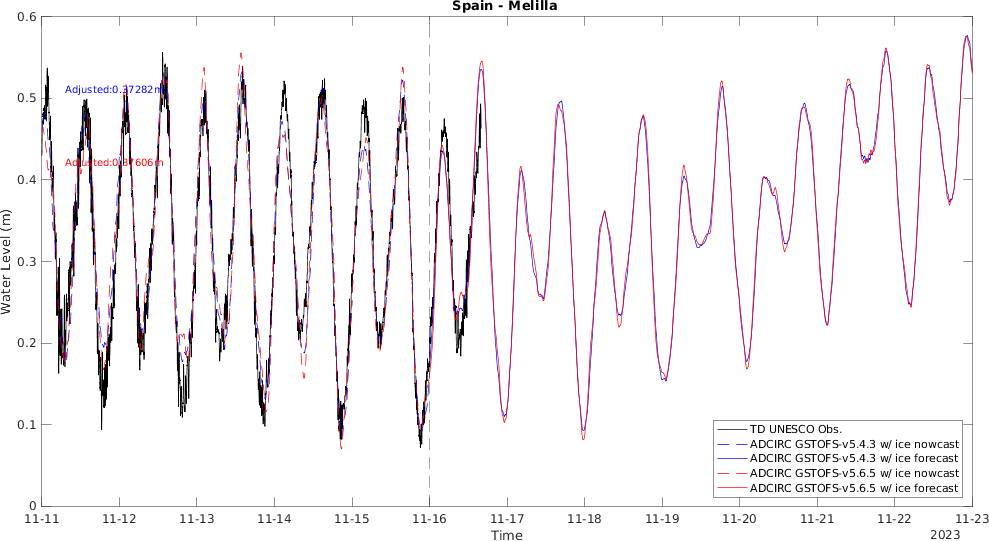 Spain - Melilla
0.6
0.5
0.4
0.3
0.2
0.1
0
Water Level (m)
Adjusted:0.37282m
Adjusted:0.37606m
TD UNESCO Obs.
ADCIRC GSTOFS-v5.4.3 w/ ice nowcast
ADCIRC GSTOFS-v5.4.3 w/ ice forecast
ADCIRC GSTOFS-v5.6.5 w/ ice nowcast
ADCIRC GSTOFS-v5.6.5 w/ ice forecast
11-11 11-12 11-13 11-14 11-15 11-16 11-17 11-18 11-19 11-20 11-21 11-22 11-23
Time
2023